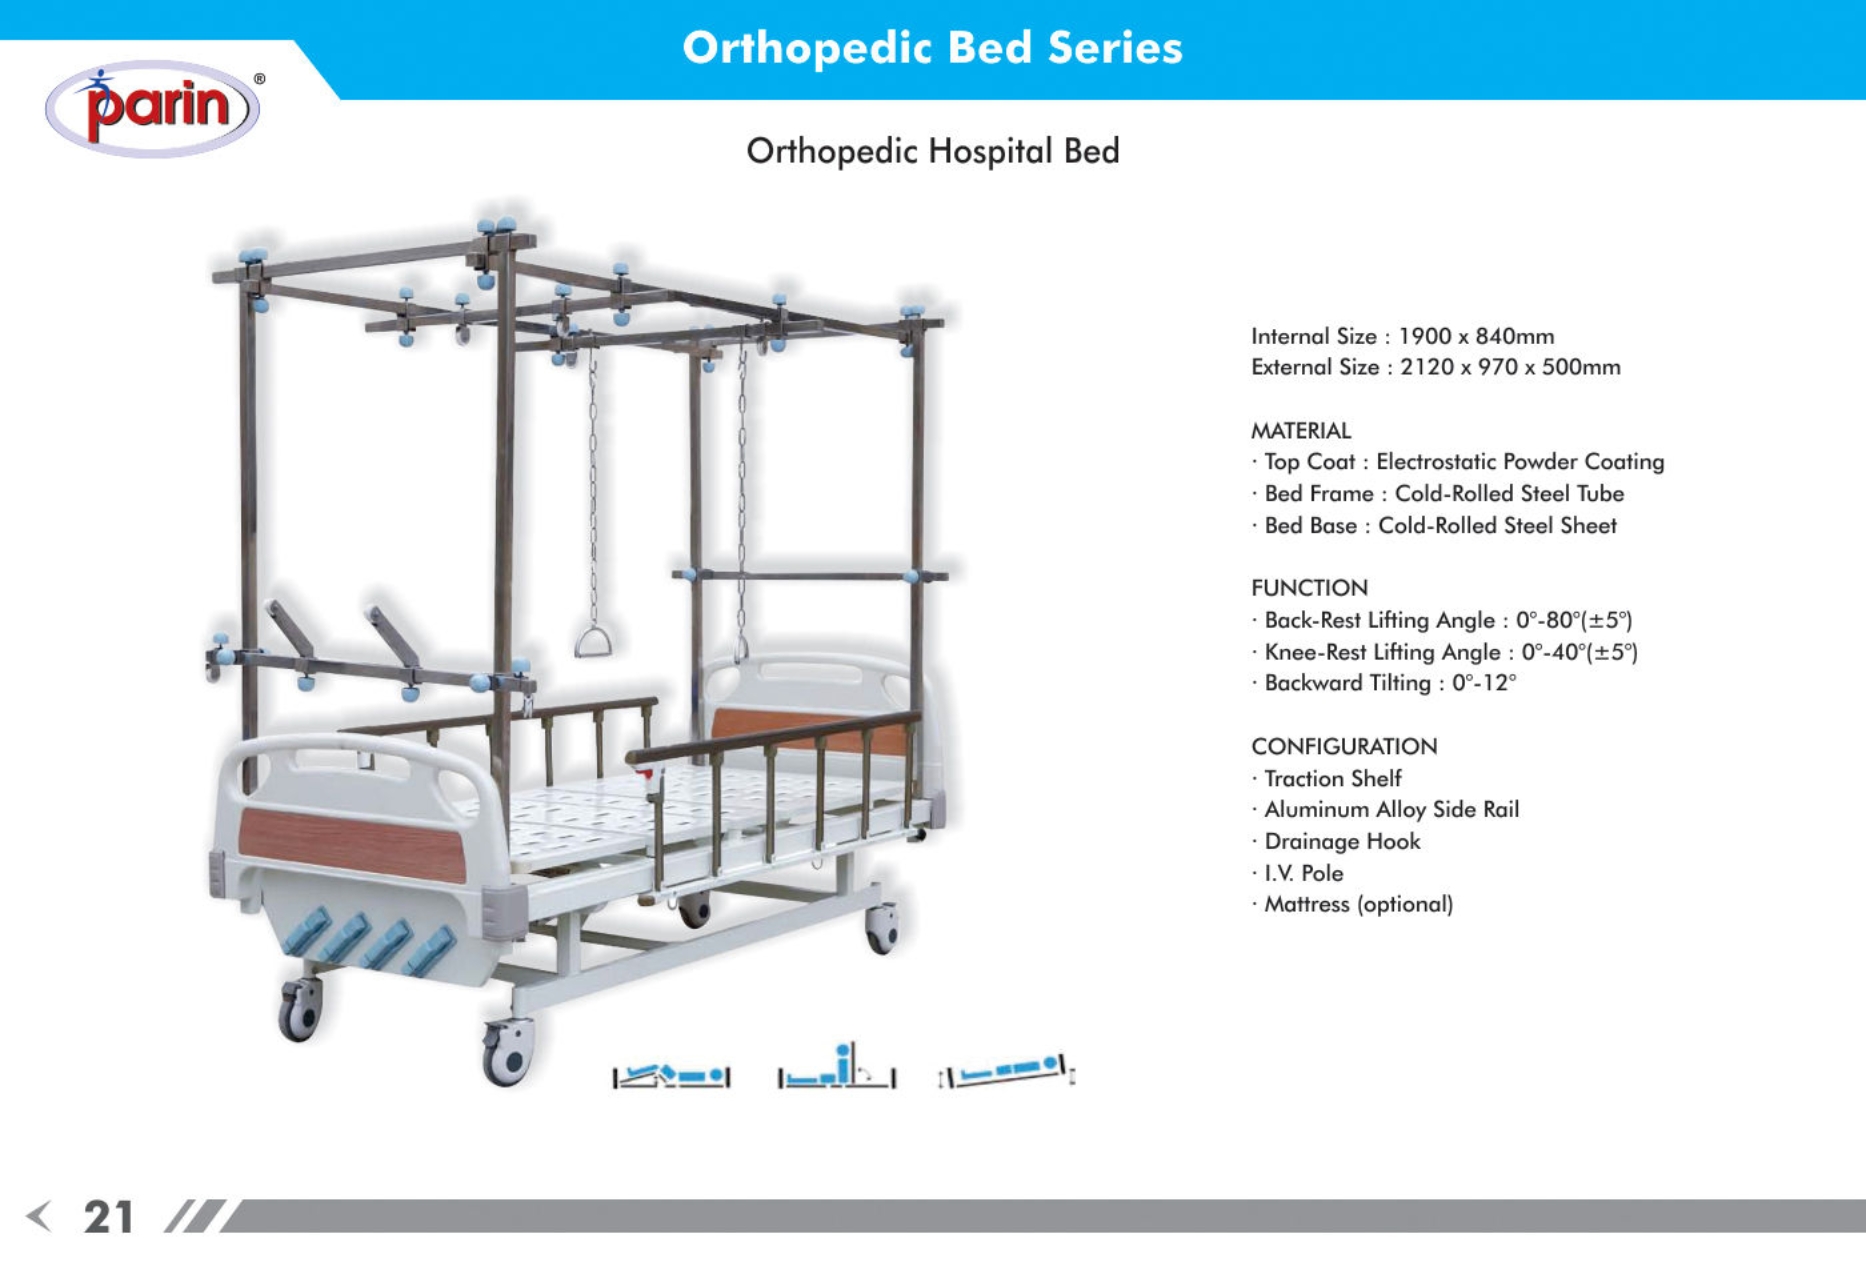 Orthopedic Bed Series
parin®
Orthopedic Hospital Bed
Internal Size : 1900 x 840mm
External Size : 2120 x 970 x 500mm
MATERIAL
· Top Coat : Electrostatic Powder Coating
· Bed Frame : Cold-Rolled Steel Tube
· Bed Base : Cold-Rolled Steel Sheet
FUNCTION
· Back-Rest Lifting Angle : 0°-80°(±5°)
· Knee-Rest Lifting Angle : 0°-40°(±5°)
· Backward Tilting : 0°-12°
CONFIGURATION
· Traction Shelf
· Aluminum Alloy Side Rail
· Drainage Hook
· I.V. Pole
· Mattress (optional)
21